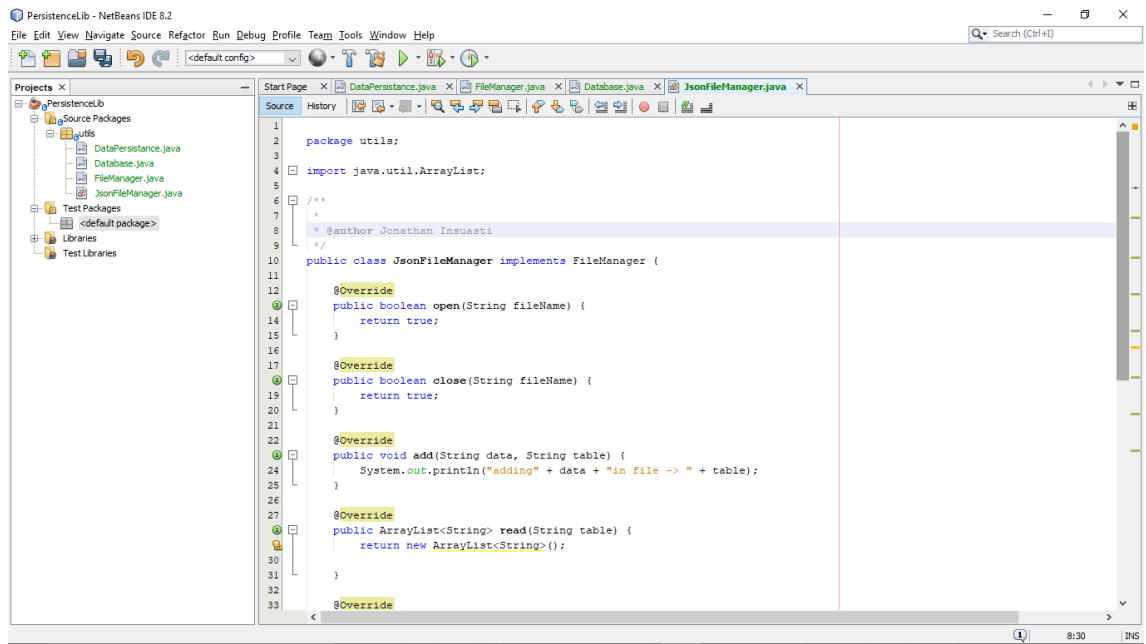 PersistenceLib - NetBeans IDE 8.2
File Edit View Navigate Source Refactor Run Debug Profile Team Tools Window Help
Search (Ctrl+I)
<default config>
Projects
Start Page DataPersistance.java FileManager.java Database.java JsonFileManager.java
PersistenceLib
Source Packages
utils
DataPersistance.java
Database.java
FileManager.java
JsonFileManager.java
Test Packages
<default package>
Libraries
Test Libraries
Source History
1
2 package utils;
3
4 import java.util.ArrayList;
5
6 /**
7 *
8 * @author Jonathan Insuasti
9 */
10 public class JsonFileManager implements FileManager {
11
12 @Override
public boolean open(String fileName) {
14 return true;
15 }
16
17 @Override
public boolean close(String fileName) {
19 return true;
20 }
21
22 @Override
public void add(String data, String table) {
24 System.out.println("adding" + data + "in file -> " + table);
25 }
26
27 @Override
public ArrayList<String> read(String table) {
return new ArrayList<String>();
30
31 }
32
33 @Override
1 8:30 INS